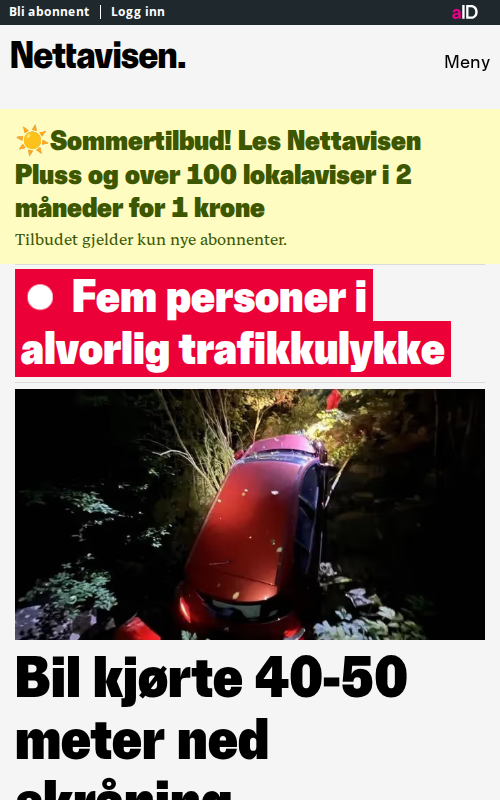 Bli abonnent
Logg inn
aID
Nettavisen.
Meny
Sommertilbud! Les Nettavisen
Pluss og over 100 lokalaviser i 2
måneder for 1 krone
Tilbudet gjelder kun nye abonnenter.
Fem personer i
alvorlig trafikkulykke
Bil kjørte 40-50
meter ned
skråning